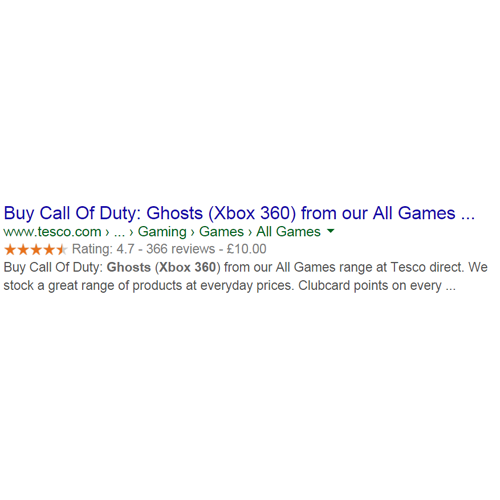 Buy Call Of Duty: Ghosts (Xbox 360) from our All Games ...
www.tesco.com › ... › Gaming › Games › All Games
Rating: 4.7 - 366 reviews - £10.00
Buy Call Of Duty: Ghosts (Xbox 360) from our All Games range at Tesco direct. We
stock a great range of products at everyday prices. Clubcard points on every ...